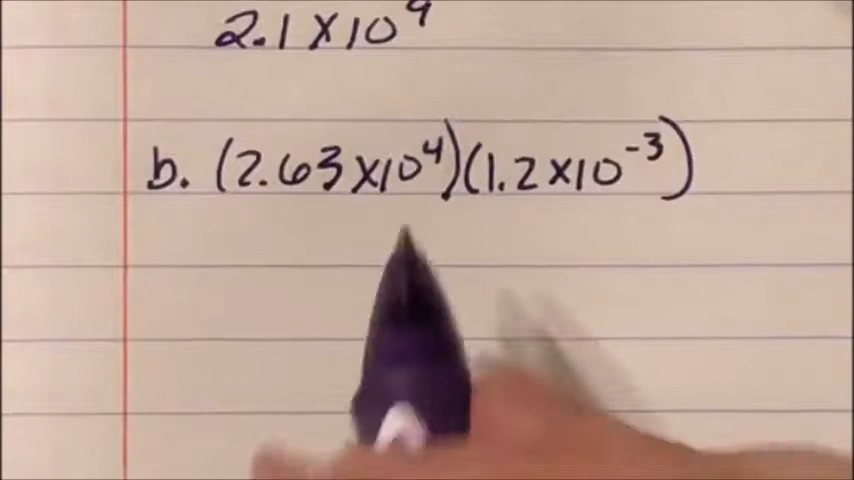 2.1 x 10⁹
b. (2.63 x 10⁴)(1.2 x 10⁻³)